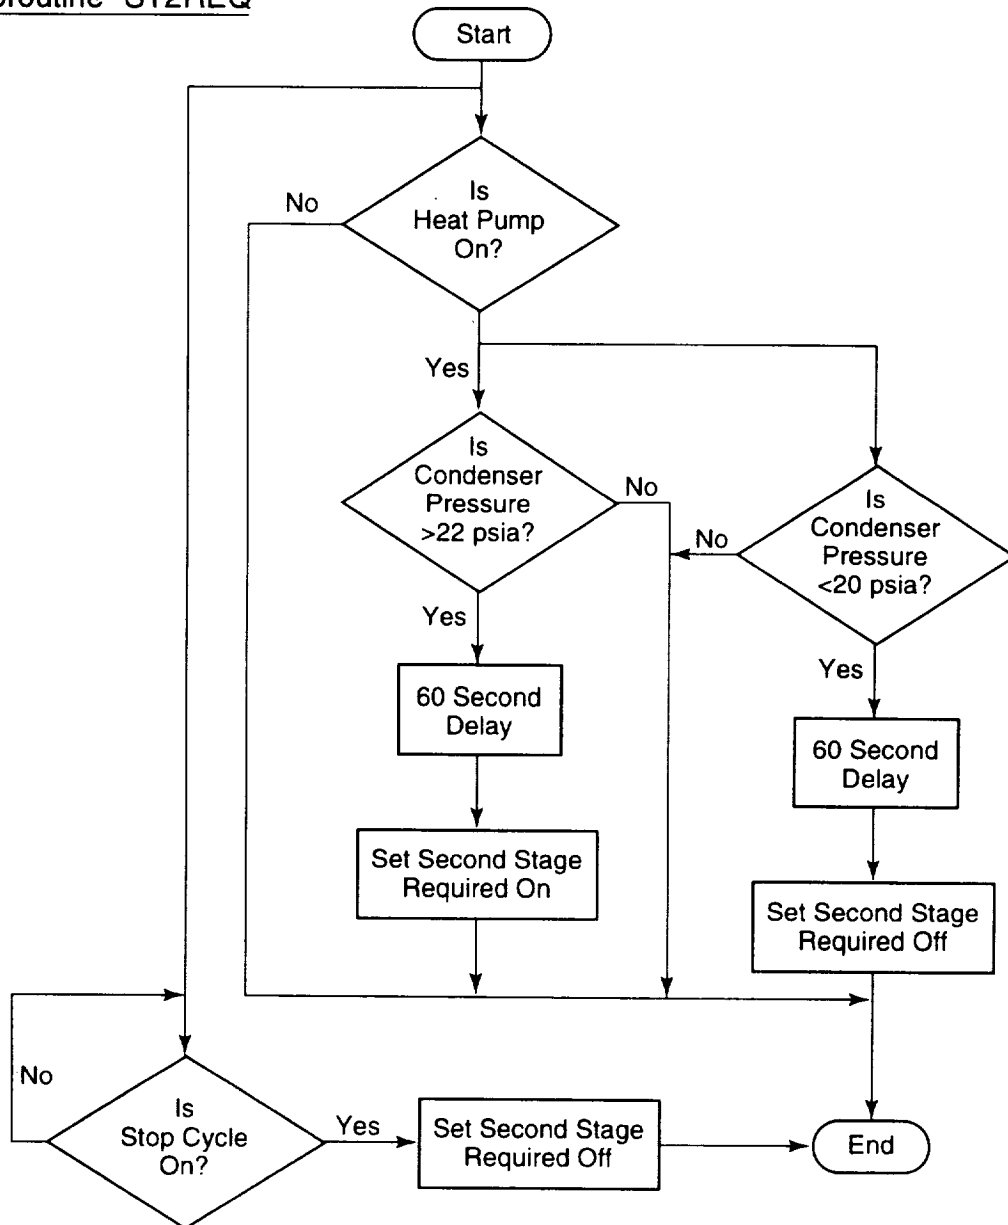 Start
Is
Heat Pump
On?
No
Yes
Is
Condenser
Pressure
>22 psia?
No
Is
Condenser
Pressure
<20 psia?
No
Yes
60 Second
Delay
Yes
60 Second
Delay
Set Second Stage
Required On
Set Second Stage
Required Off
No
Is
Stop Cycle
On?
Yes
Set Second Stage
Required Off
End